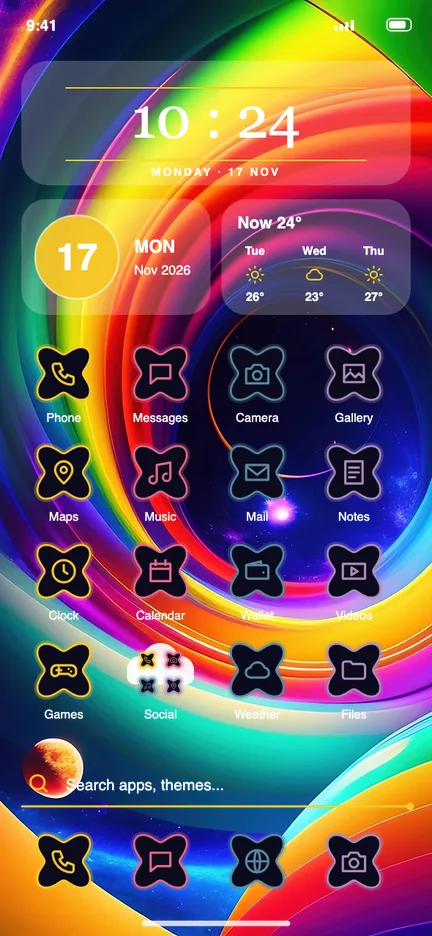 9:41
10 : 24
MONDAY · 17 NOV
17
MON
Nov 2026
Now 24°
Tue Wed Thu
26° 23° 27°
Phone Messages Camera Gallery
Maps Music Mail Notes
Clock Calendar Wallet Videos
Games Social Weather Files
Search apps, themes...